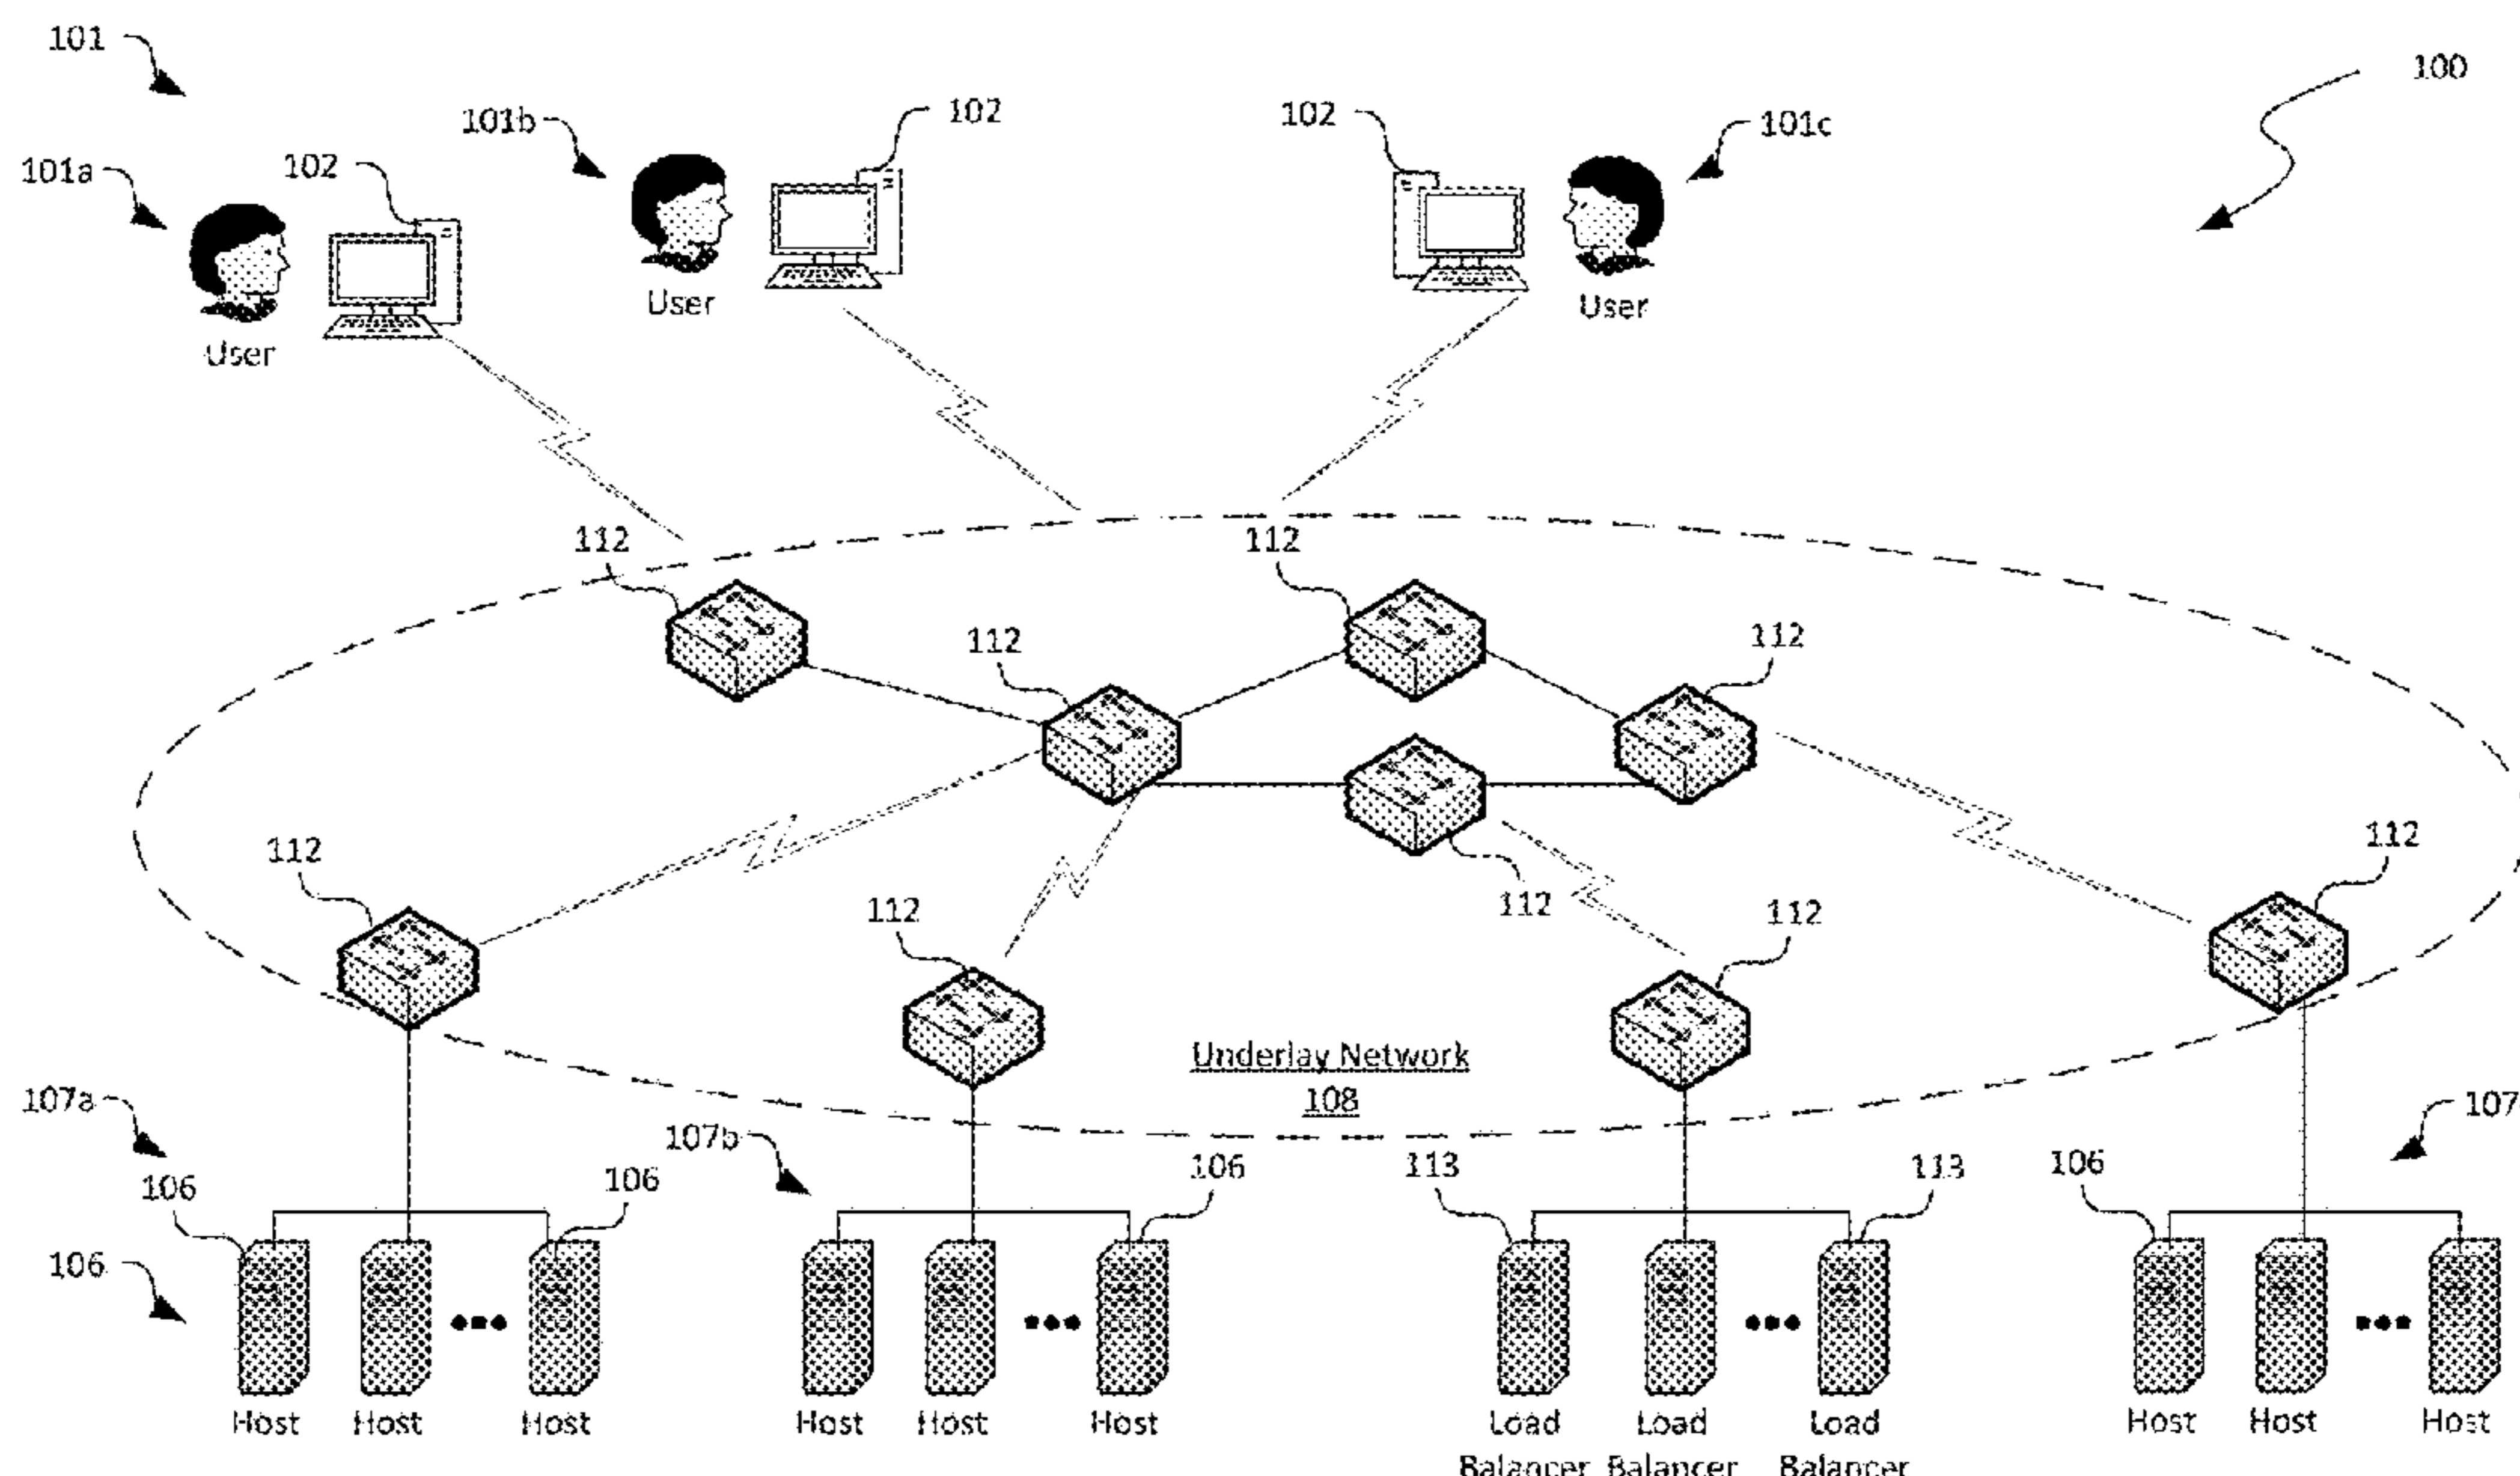 101
100
101b
102
102
101c
101a
102
User
User
User
112
112
112
112
112
112
112
112
112
Underlay Network
108
107a
107b
107
106
106
106
113
113
106
106
Host
Host
Host
Host
Host
Host
Load
Balancer
Load
Balancer
Load
Balancer
Host
Host
Host